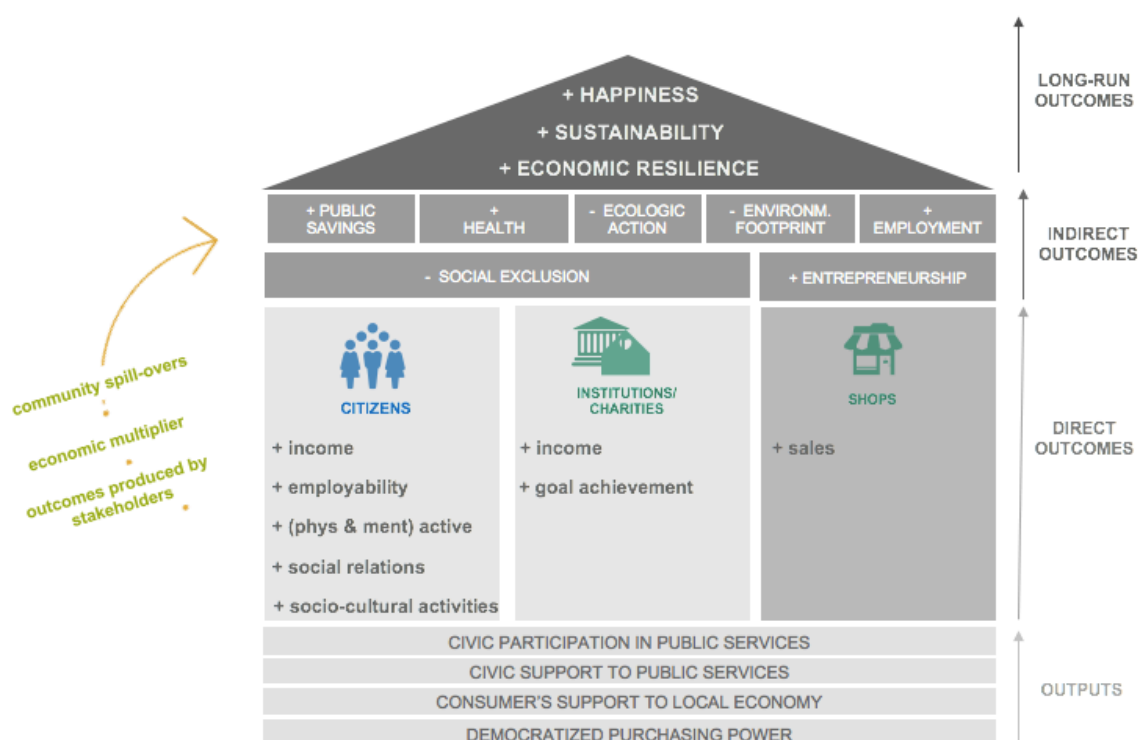 + HAPPINESS
+ SUSTAINABILITY
+ ECONOMIC RESILIENCE
LONG-RUN
OUTCOMES
+ PUBLIC
SAVINGS
+
HEALTH
- ECOLOGIC
ACTION
- ENVIRONM.
FOOTPRINT
+
EMPLOYMENT
INDIRECT
OUTCOMES
- SOCIAL EXCLUSION
+ ENTREPRENEURSHIP
community spill-overs
economic multiplier
outcomes produced by
stakeholders
CITIZENS
+ income
+ employability
+ (phys & ment) active
+ social relations
+ socio-cultural activities
INSTITUTIONS/
CHARITIES
+ income
+ goal achievement
SHOPS
+ sales
DIRECT
OUTCOMES
CIVIC PARTICIPATION IN PUBLIC SERVICES
CIVIC SUPPORT TO PUBLIC SERVICES
CONSUMER'S SUPPORT TO LOCAL ECONOMY
DEMOCRATIZED PURCHASING POWER
OUTPUTS